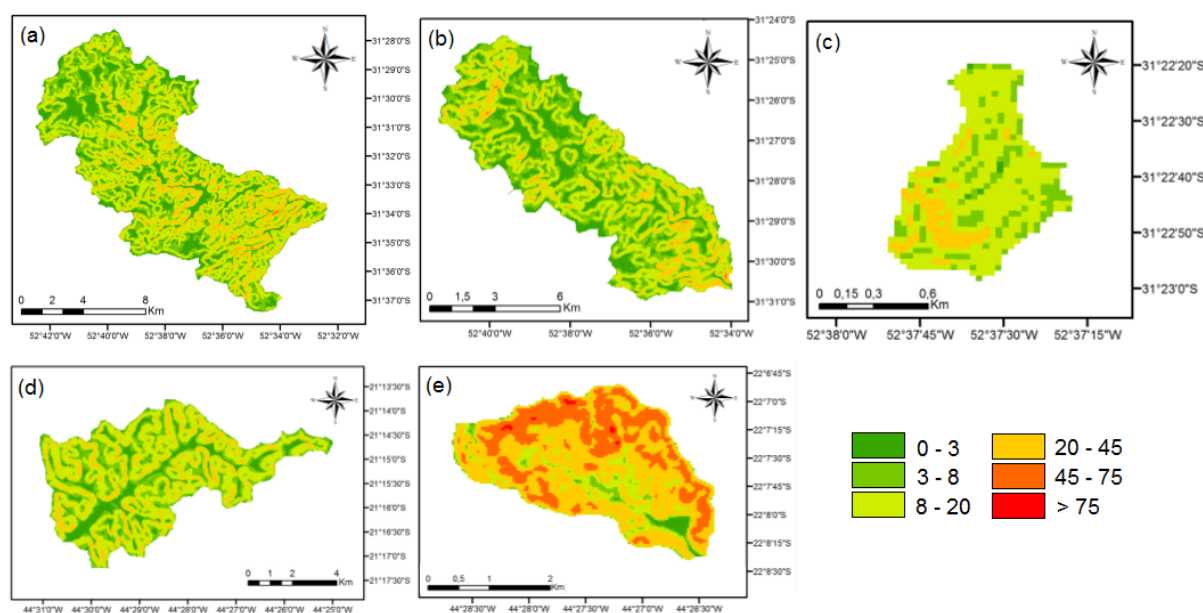 (a)
N
W E
S
31°28'0"S
31°29'0"S
31°30'0"S
31°31'0"S
31°32'0"S
31°33'0"S
31°34'0"S
31°35'0"S
31°36'0"S
31°37'0"S
0 2 4 8
Km
52°42'0"W 52°40'0"W 52°38'0"W 52°36'0"W 52°34'0"W 52°32'0"W
(b)
N
W E
S
31°24'0"S
31°25'0"S
31°26'0"S
31°27'0"S
31°28'0"S
31°29'0"S
31°30'0"S
31°31'0"S
0 1,5 3 6
Km
52°40'0"W 52°38'0"W 52°36'0"W 52°34'0"W
(c)
N
W E
S
31°22'20"S
31°22'30"S
31°22'40"S
31°22'50"S
31°23'0"S
0 0,15 0,3 0,6
Km
52°38'0"W 52°37'45"W 52°37'30"W 52°37'15"W
(d)
N
W E
S
21°13'30"S
21°14'0"S
21°14'30"S
21°15'0"S
21°15'30"S
21°16'0"S
21°16'30"S
21°17'0"S
21°17'30"S
0 1 2 4
Km
44°31'0"W 44°30'0"W 44°29'0"W 44°28'0"W 44°27'0"W 44°26'0"W 44°25'0"W
(e)
N
W E
S
22°6'45"S
22°7'0"S
22°7'15"S
22°7'30"S
22°7'45"S
22°8'0"S
22°8'15"S
22°8'30"S
0 0,5 1 2
Km
44°28'30"W 44°28'0"W 44°27'30"W 44°27'0"W 44°26'30"W
0 - 3 20 - 45
3 - 8 45 - 75
8 - 20 > 75